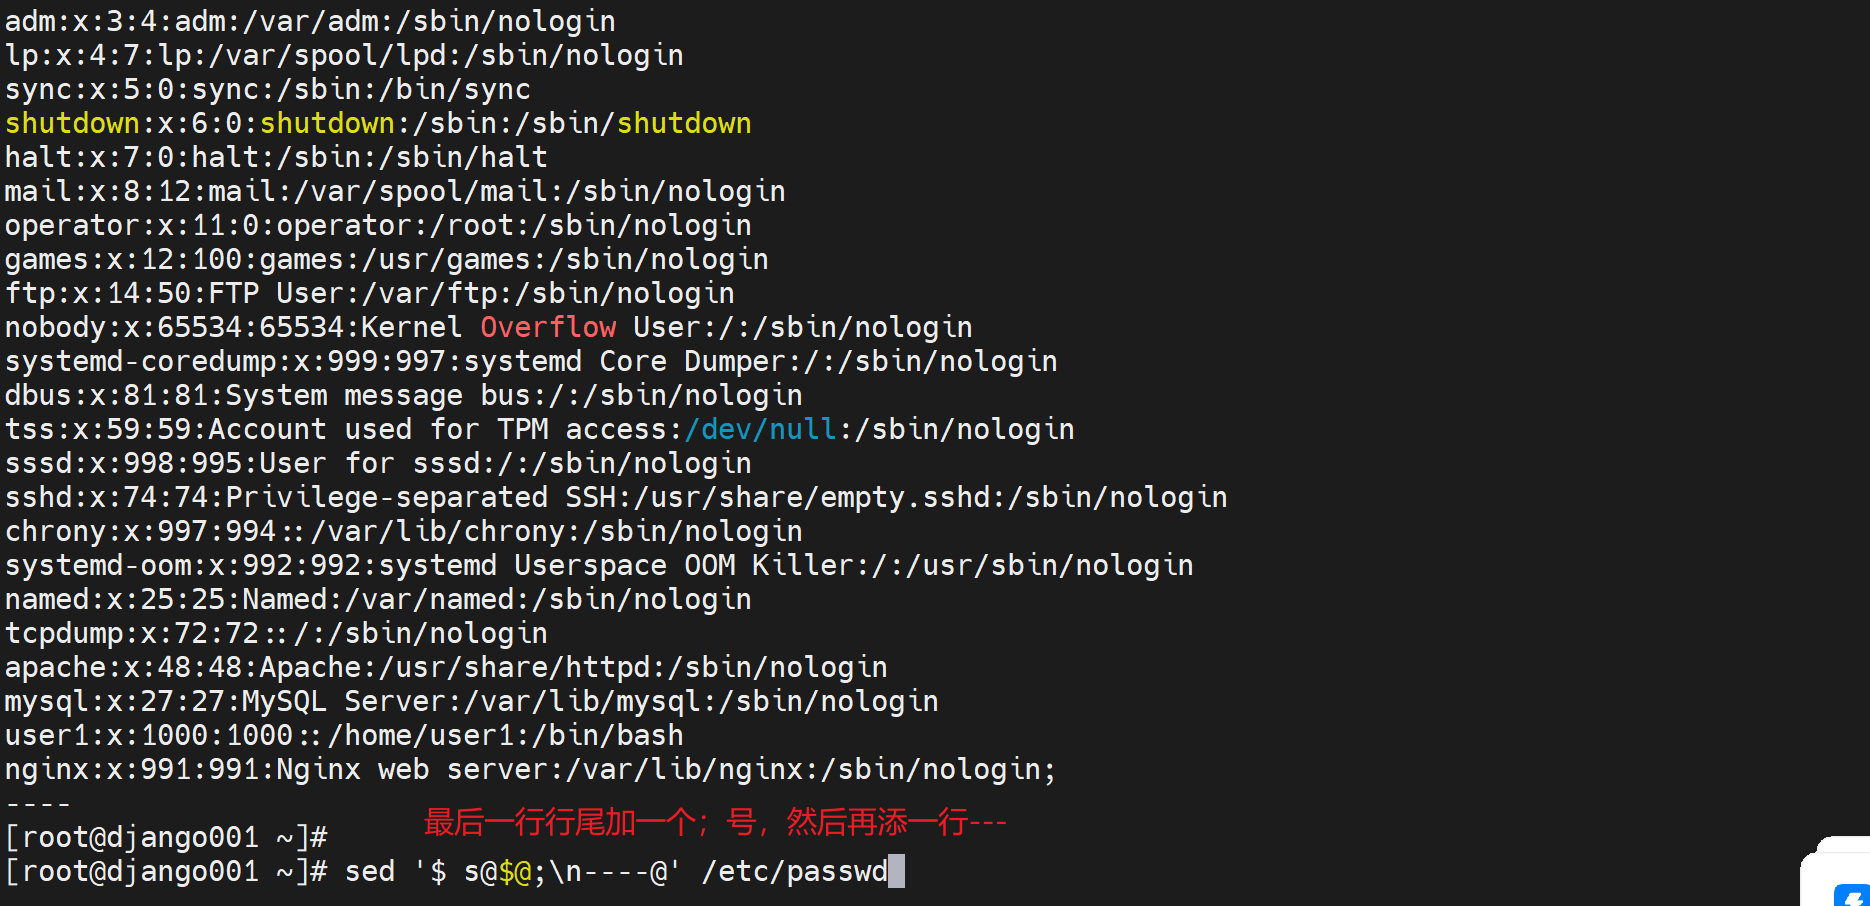 adm:x:3:4:adm:/var/adm:/sbin/nologin
lp:x:4:7:lp:/var/spool/lpd:/sbin/nologin
sync:x:5:0:sync:/sbin:/bin/sync
shutdown:x:6:0:shutdown:/sbin:/sbin/shutdown
halt:x:7:0:halt:/sbin:/sbin/halt
mail:x:8:12:mail:/var/spool/mail:/sbin/nologin
operator:x:11:0:operator:/root:/sbin/nologin
games:x:12:100:games:/usr/games:/sbin/nologin
ftp:x:14:50:FTP User:/var/ftp:/sbin/nologin
nobody:x:65534:65534:Kernel Overflow User:/:/sbin/nologin
systemd-coredump:x:999:997:systemd Core Dumper:/:/sbin/nologin
dbus:x:81:81:System message bus:/:/sbin/nologin
tss:x:59:59:Account used for TPM access:/dev/null:/sbin/nologin
sssd:x:998:995:User for sssd:/:/sbin/nologin
sshd:x:74:74:Privilege-separated SSH:/usr/share/empty.sshd:/sbin/nologin
chrony:x:997:994::/var/lib/chrony:/sbin/nologin
systemd-oom:x:992:992:systemd Userspace OOM Killer:/:/usr/sbin/nologin
named:x:25:25:Named:/var/named:/sbin/nologin
tcpdump:x:72:72::/:/sbin/nologin
apache:x:48:48:Apache:/usr/share/httpd:/sbin/nologin
mysql:x:27:27:MySQL Server:/var/lib/mysql:/sbin/nologin
user1:x:1000:1000::/home/user1:/bin/bash
nginx:x:991:991:Nginx web server:/var/lib/nginx:/sbin/nologin;
----
最后一行行尾加一个；号，然后再添一行---
[root@django001 ~]#
[root@django001 ~]# sed '$ s@$@;\n----@' /etc/passwd